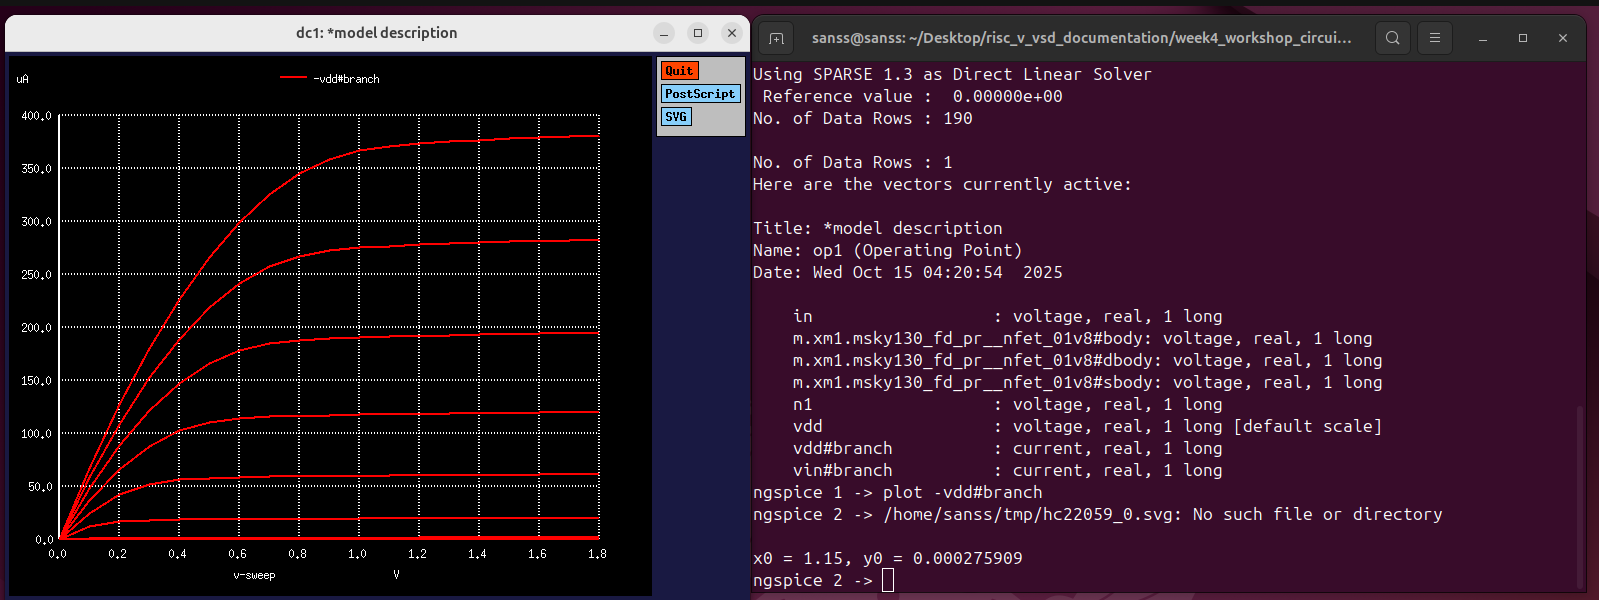 dc1: *model description
uA
-vdd#branch
Quit
PostScript
SVG
400.0
350.0
300.0
250.0
200.0
150.0
100.0
50.0
0.0
0.0 0.2 0.4 0.6 0.8 1.0 1.2 1.4 1.6 1.8
v-sweep V
sanss@sanss: ~/Desktop/risc_v_vsd_documentation/week4_workshop_circui...
Using SPARSE 1.3 as Direct Linear Solver
Reference value :  0.00000e+00
No. of Data Rows : 190
No. of Data Rows : 1
Here are the vectors currently active:
Title: *model description
Name: op1 (Operating Point)
Date: Wed Oct 15 04:20:54  2025
in                  : voltage, real, 1 long
m.xm1.msky130_fd_pr__nfet_01v8#body: voltage, real, 1 long
m.xm1.msky130_fd_pr__nfet_01v8#dbody: voltage, real, 1 long
m.xm1.msky130_fd_pr__nfet_01v8#sbody: voltage, real, 1 long
n1                  : voltage, real, 1 long
vdd                 : voltage, real, 1 long [default scale]
vdd#branch          : current, real, 1 long
vin#branch          : current, real, 1 long
ngspice 1 -> plot -vdd#branch
ngspice 2 -> /home/sanss/tmp/hc22059_0.svg: No such file or directory
x0 = 1.15, y0 = 0.000275909
ngspice 2 ->